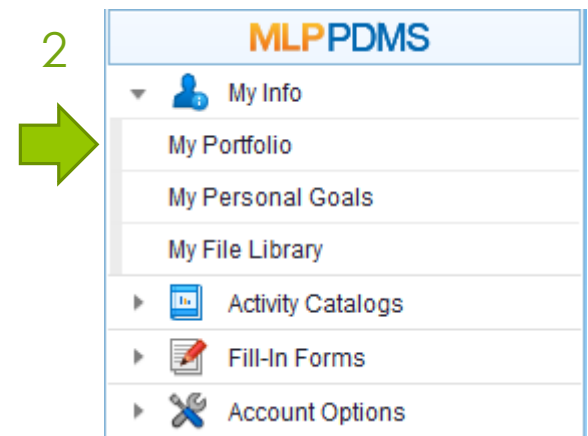 2
MLPPDMS
My Info
My Portfolio
My Personal Goals
My File Library
Activity Catalogs
Fill-In Forms
Account Options